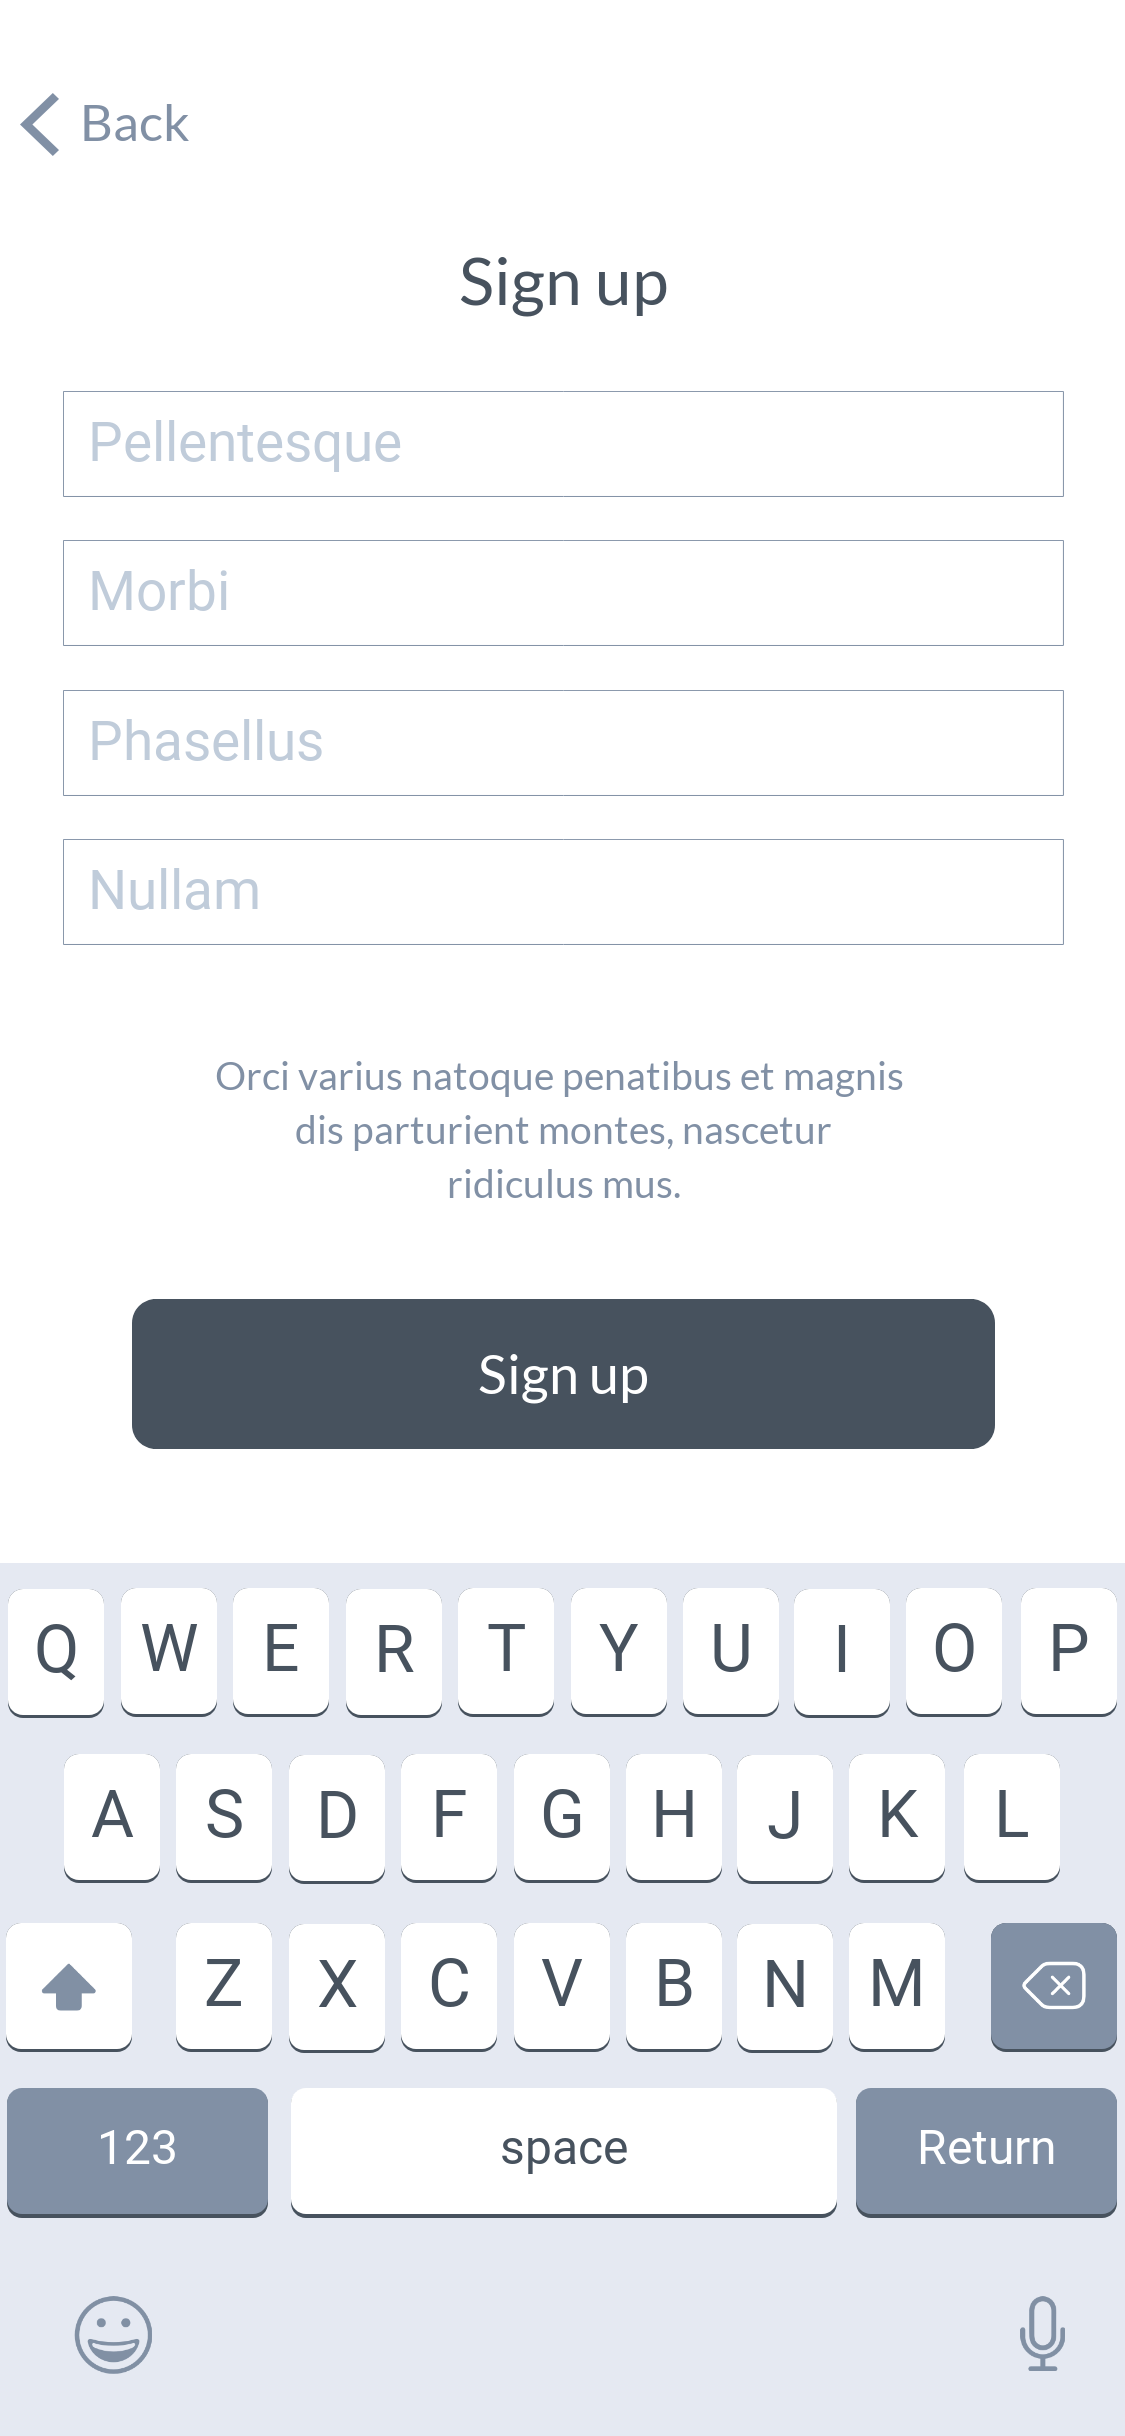 Back
Sign up
Pellentesque
Morbi
Phasellus
Nullam
Orci varius natoque penatibus et magnis
dis parturient montes, nascetur
ridiculus mus.
Sign up
Q W E R T Y U I O P
A S D F G H J K L
Z X C V B N M
123 space Return